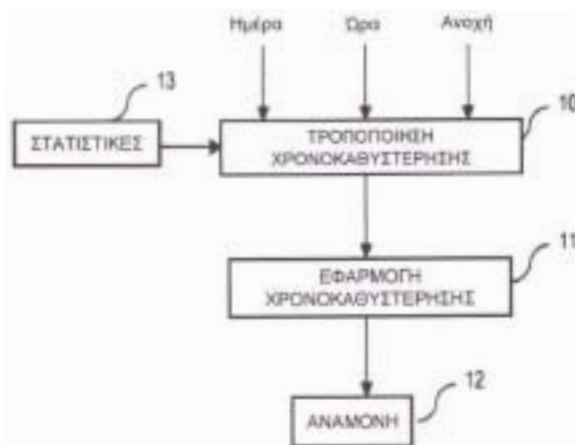 Ημέρα Ώρα Ανοχή
13
10
ΣΤΑΤΙΣΤΙΚΕΣ
ΤΡΟΠΟΠΟΙΗΣΗ
ΧΡΟΝΟΚΑΘΥΣΤΕΡΗΣΗΣ
11
ΕΦΑΡΜΟΓΗ
ΧΡΟΝΟΚΑΘΥΣΤΕΡΗΣΗΣ
12
ΑΝΑΜΟΝΗ